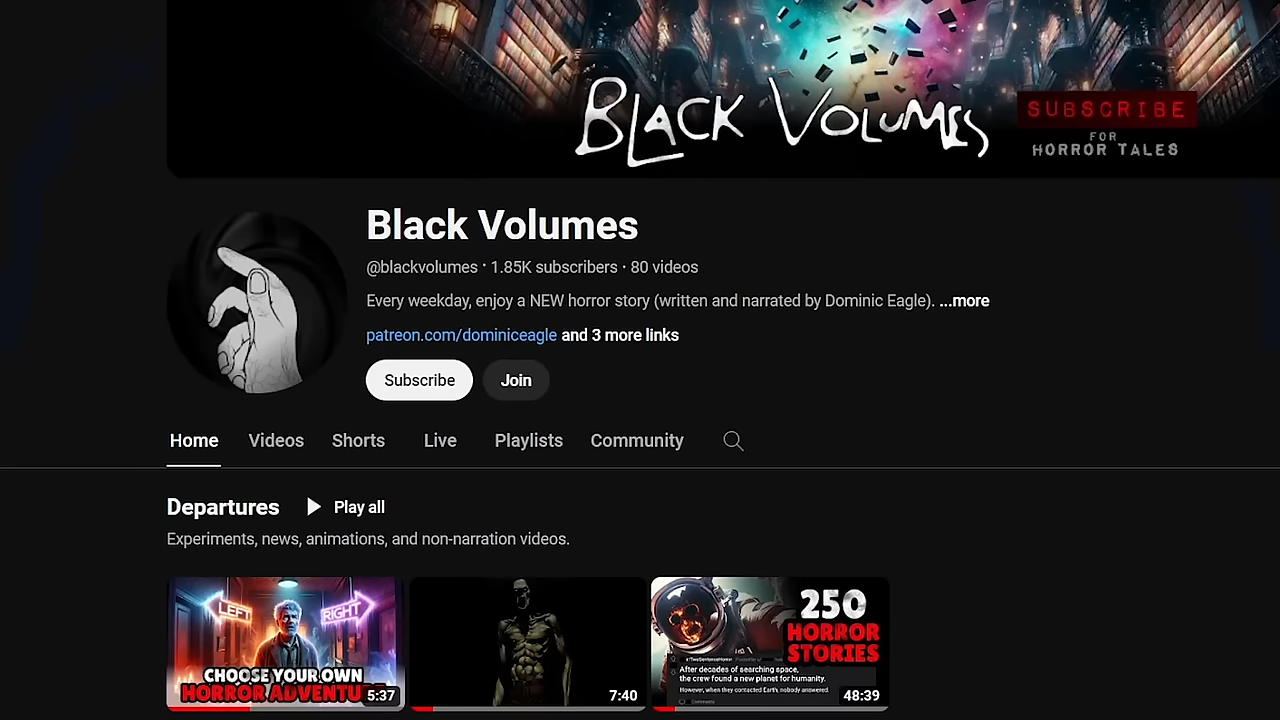 BLACK VOLUMES
SUBSCRIBE
FOR
HORROR TALES
Black Volumes
@blackvolumes · 1.85K subscribers · 80 videos
Every weekday, enjoy a NEW horror story (written and narrated by Dominic Eagle). ...more
patreon.com/dominiceagle and 3 more links
Subscribe Join
Home Videos Shorts Live Playlists Community
Departures Play all
Experiments, news, animations, and non-narration videos.
LEFT RIGHT
CHOOSE YOUR OWN
HORROR ADVENTU
5:37
7:40
250
HORROR
STORIES
r/TwoSentenceHorror
After decades of searching space,
the crew found a new planet for humanity.
However, when they contacted Earth, nobody answered.
48:39